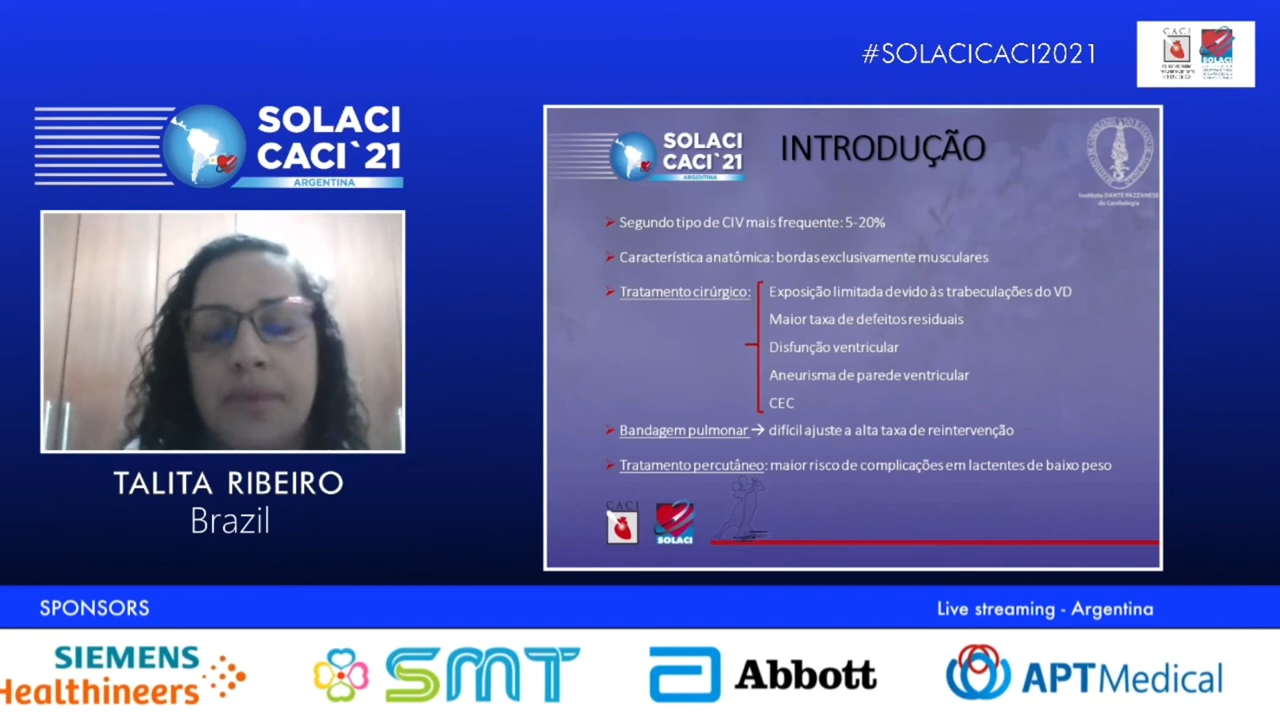 #SOLACICACI2021
CACI
SOLACI
SOLACI
CACI`21
ARGENTINA
SOLACI
CACI`21
ARGENTINA
INTRODUÇÃO
Instituto DANTE PAZZANESE
de Cardiologia
Segundo tipo de CIV mais frequente: 5-20%
Característica anatômica: bordas exclusivamente musculares
Tratamento cirúrgico:
Exposição limitada devido às trabeculações do VD
Maior taxa de defeitos residuais
Disfunção ventricular
Aneurisma de parede ventricular
CEC
Bandagem pulmonar → difícil ajuste a alta taxa de reintervenção
Tratamento percutâneo: maior risco de complicações em lactentes de baixo peso
CACI
SOLACI
TALITA RIBEIRO
Brazil
SPONSORS
Live streaming - Argentina
SIEMENS
Healthineers
SMT
Abbott
APT Medical